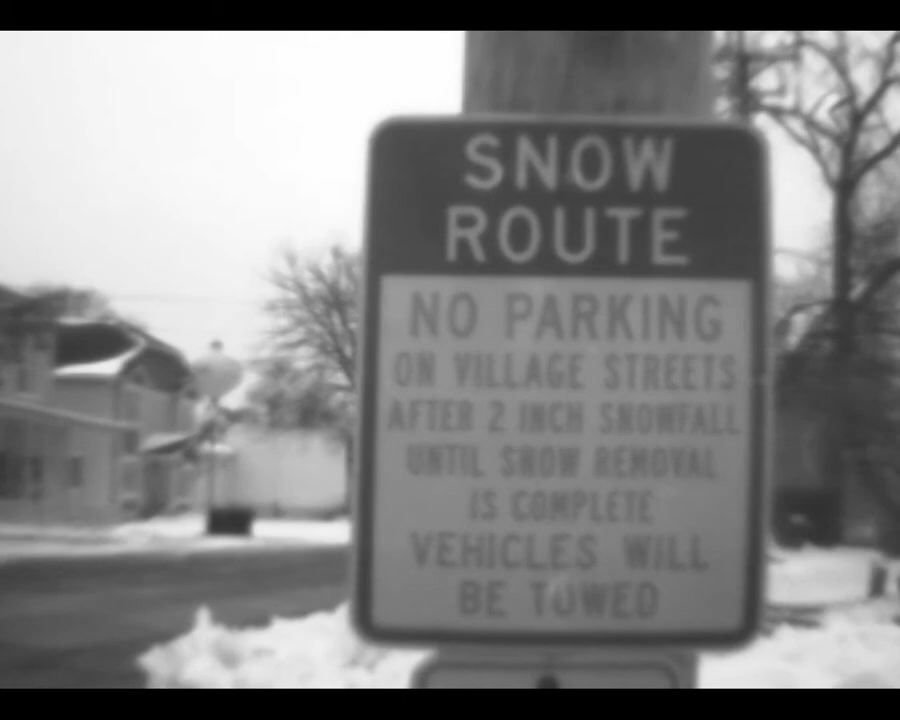 SNOW
ROUTE
NO PARKING
ON VILLAGE STREETS
AFTER 2 INCH SNOWFALL
UNTIL SNOW REMOVAL
IS COMPLETE
VEHICLES WILL
BE TOWED